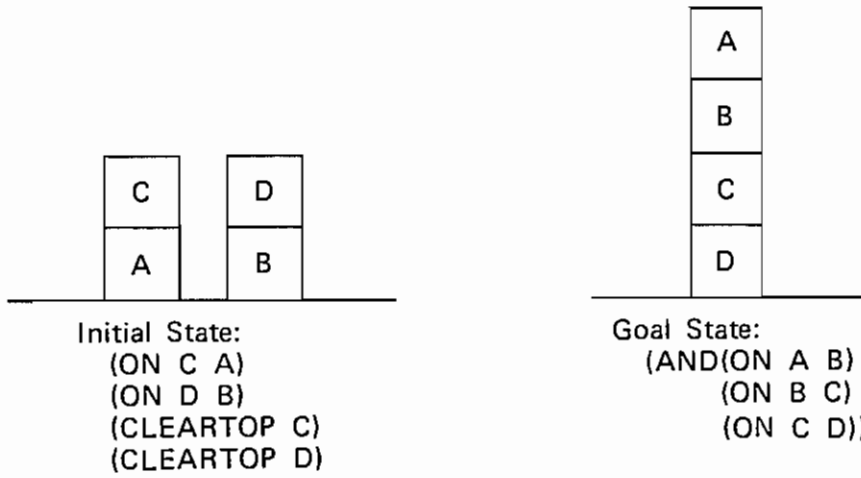 C
D
A
B
Initial State:
(ON C A)
(ON D B)
(CLEARTOP C)
(CLEARTOP D)
A
B
C
D
Goal State:
(AND(ON A B)
(ON B C)
(ON C D))